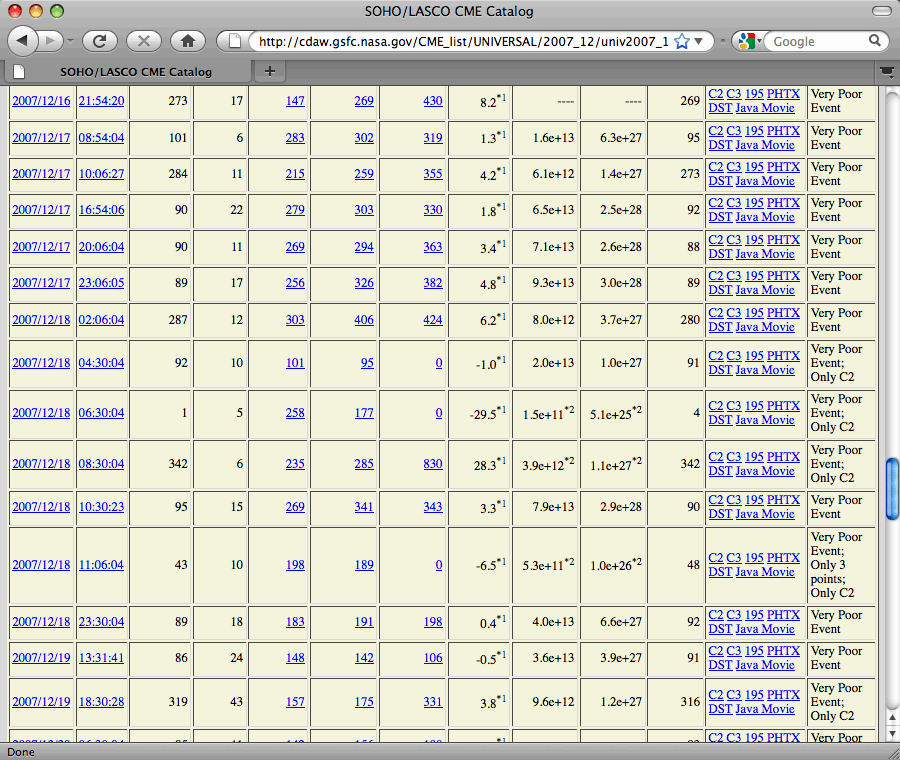 SOHO/LASCO CME Catalog
http://cdaw.gsfc.nasa.gov/CME_list/UNIVERSAL/2007_12/univ2007_1 Google
SOHO/LASCO CME Catalog
2007/12/16 21:54:20 273 17 147 269 430 8.2*1 ---- ---- 269 C2 C3 195 PHTX Very Poor
DST Java Movie Event
2007/12/17 08:54:04 101 6 283 302 319 1.3*1 1.6e+13 6.3e+27 95 C2 C3 195 PHTX Very Poor
DST Java Movie Event
2007/12/17 10:06:27 284 11 215 259 355 4.2*1 6.1e+12 1.4e+27 273 C2 C3 195 PHTX Very Poor
DST Java Movie Event
2007/12/17 16:54:06 90 22 279 303 330 1.8*1 6.5e+13 2.5e+28 92 C2 C3 195 PHTX Very Poor
DST Java Movie Event
2007/12/17 20:06:04 90 11 269 294 363 3.4*1 7.1e+13 2.6e+28 88 C2 C3 195 PHTX Very Poor
DST Java Movie Event
2007/12/17 23:06:05 89 17 256 326 382 4.8*1 9.3e+13 3.0e+28 89 C2 C3 195 PHTX Very Poor
DST Java Movie Event
2007/12/18 02:06:04 287 12 303 406 424 6.2*1 8.0e+12 3.7e+27 280 C2 C3 195 PHTX Very Poor
DST Java Movie Event
2007/12/18 04:30:04 92 10 101 95 0 -1.0*1 2.0e+13 1.0e+27 91 C2 C3 195 PHTX Very Poor
DST Java Movie Event;
Only C2
2007/12/18 06:30:04 1 5 258 177 0 -29.5*1 1.5e+11*2 5.1e+25*2 4 C2 C3 195 PHTX Very Poor
DST Java Movie Event;
Only C2
2007/12/18 08:30:04 342 6 235 285 830 28.3*1 3.9e+12*2 1.1e+27*2 342 C2 C3 195 PHTX Very Poor
DST Java Movie Event;
Only C2
2007/12/18 10:30:23 95 15 269 341 343 3.3*1 7.9e+13 2.9e+28 90 C2 C3 195 PHTX Very Poor
DST Java Movie Event
2007/12/18 11:06:04 43 10 198 189 0 -6.5*1 5.3e+11*2 1.0e+26*2 48 C2 C3 195 PHTX Very Poor
DST Java Movie Event;
Only 3
points;
Only C2
2007/12/18 23:30:04 89 18 183 191 198 0.4*1 4.0e+13 6.6e+27 92 C2 C3 195 PHTX Very Poor
DST Java Movie Event
2007/12/19 13:31:41 86 24 148 142 106 -0.5*1 3.6e+13 3.9e+27 91 C2 C3 195 PHTX Very Poor
DST Java Movie Event
2007/12/19 18:30:28 319 43 157 175 331 3.8*1 9.6e+12 1.2e+27 316 C2 C3 195 PHTX Very Poor
DST Java Movie Event;
Only C2
C2 C3 195 PHTX Very Poor
Done